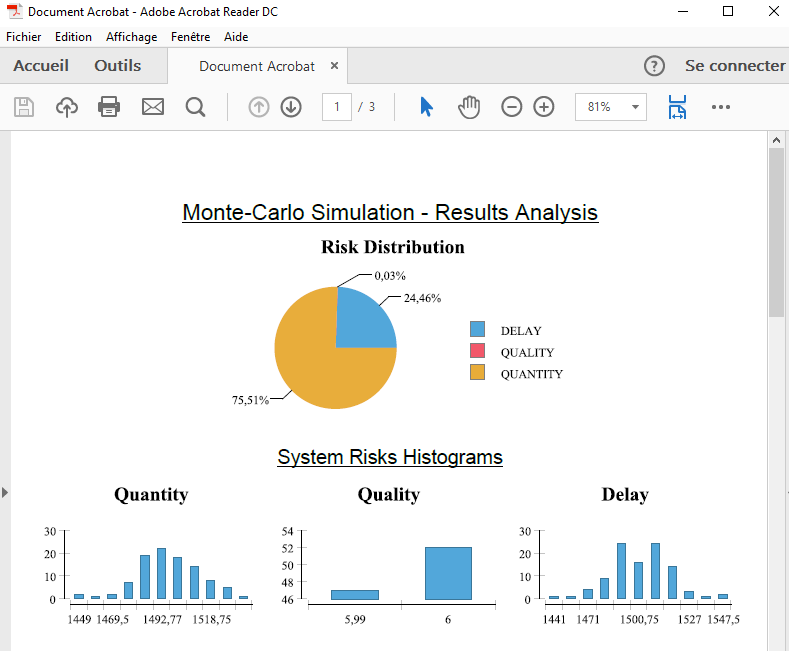 Document Acrobat - Adobe Acrobat Reader DC
Fichier Edition Affichage Fenêtre Aide
Accueil Outils Document Acrobat × ? Se connecter
1 / 3 81%
Monte-Carlo Simulation - Results Analysis
Risk Distribution
0,03%
24,46%
75,51%
DELAY
QUALITY
QUANTITY
System Risks Histograms
Quantity
30
20
10
0
1449 1469,5 1492,77 1518,75
Quality
54
52
50
48
46
5,99 6
Delay
30
20
10
0
1441 1471 1500,75 1527 1547,5